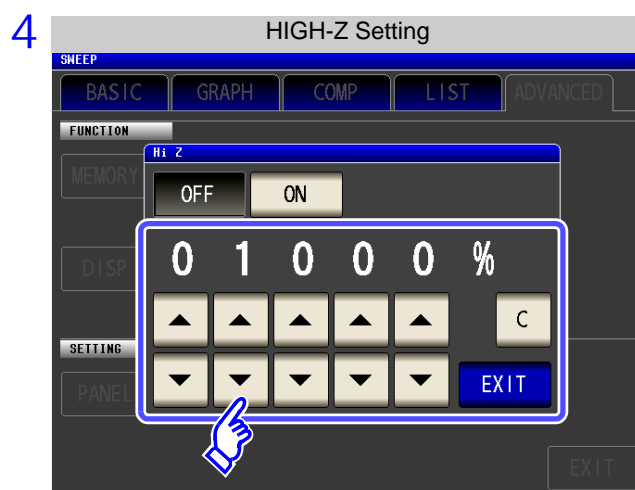 4
HIGH-Z Setting
SWEEP
BASIC GRAPH COMP LIST ADVANCED
FUNCTION
Hi Z
MEMORY
OFF ON
DISP
0 1 0 0 0 %
C
SETTING
PANEL
EXIT
EXIT